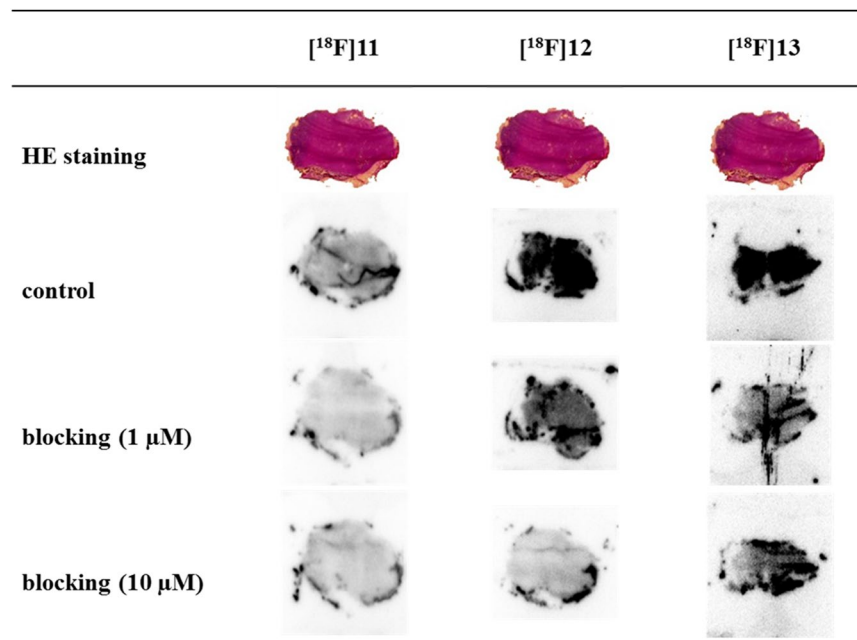 [¹⁸F]11 [¹⁸F]12 [¹⁸F]13
HE staining
control
blocking (1 µM)
blocking (10 µM)